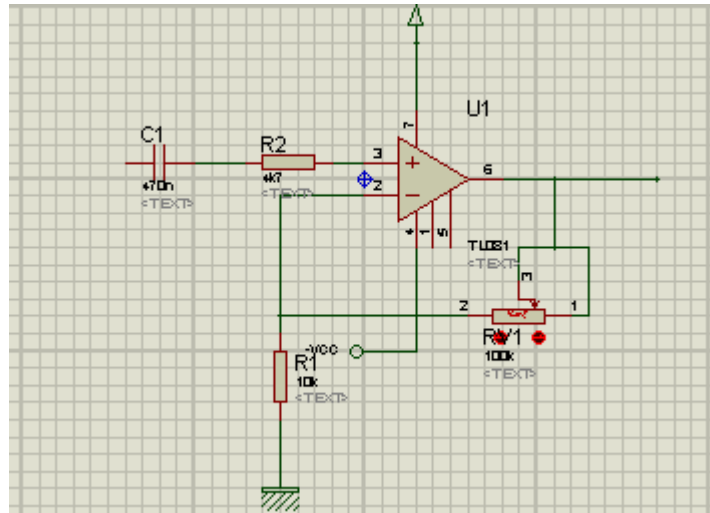 U1
7
C1
R2
3
6
470n
4k7
2
<TEXT>
<TEXT>
4
1
5
TL081
<TEXT>
3
2
1
-VCC
R1
RV1
10k
100k
<TEXT>
<TEXT>